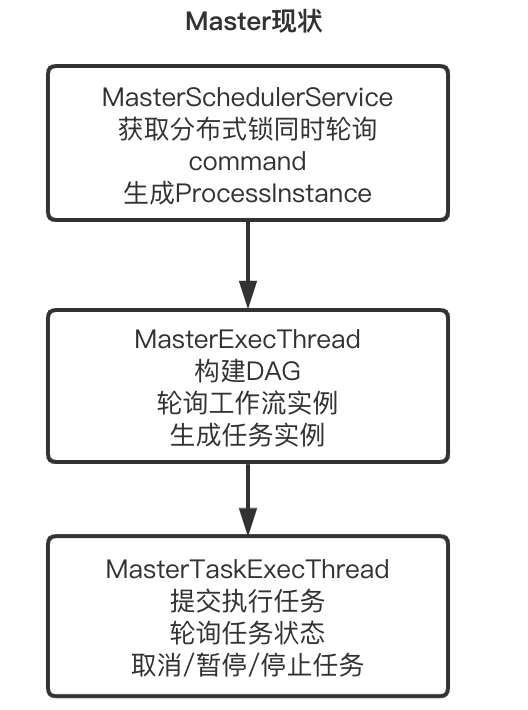 Master现状
MasterSchedulerService
获取分布式锁同时轮询
command
生成ProcessInstance
MasterExecThread
构建DAG
轮询工作流实例
生成任务实例
MasterTaskExecThread
提交执行任务
轮询任务状态
取消/暂停/停止任务